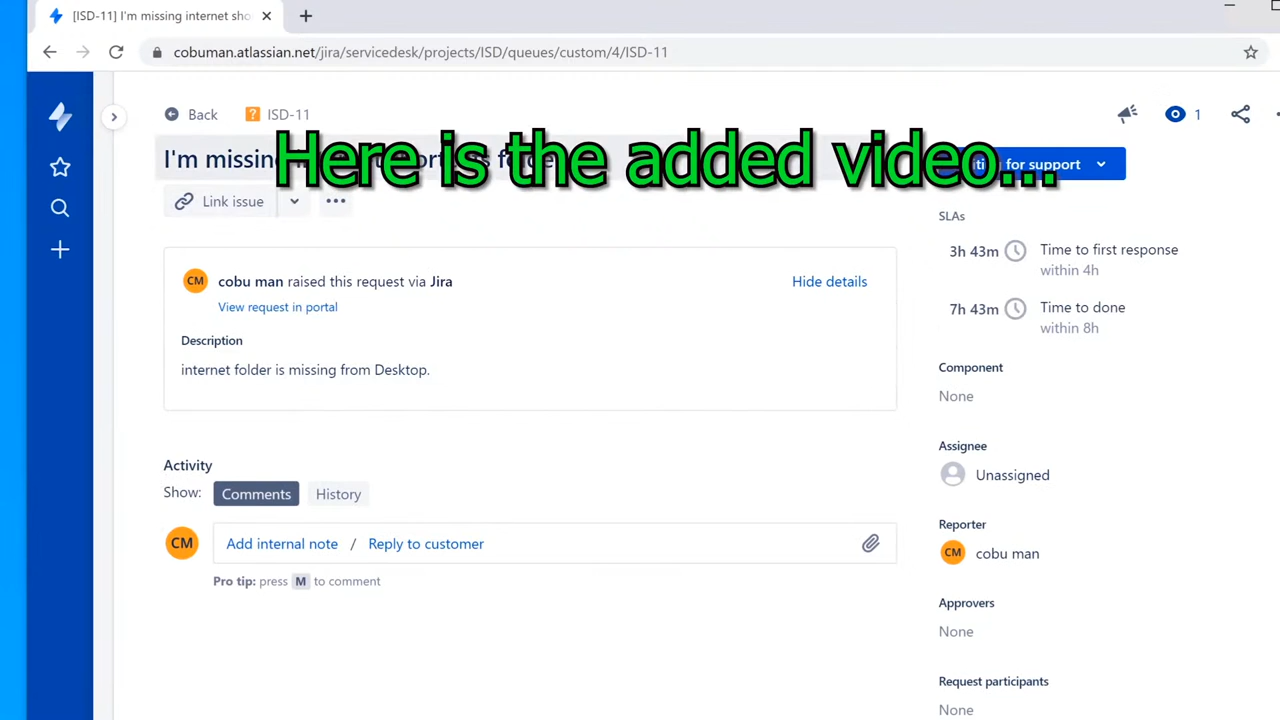 [ISD-11] I'm missing internet sho
cobuman.atlassian.net/jira/servicedesk/projects/ISD/queues/custom/4/ISD-11
Back ISD-11
1
I'm missing
Here is the added video...
for support
Link issue
SLAs
3h 43m Time to first response
within 4h
7h 43m Time to done
within 8h
CM cobu man raised this request via Jira
Hide details
View request in portal
Description
internet folder is missing from Desktop.
Component
None
Assignee
Unassigned
Activity
Show: Comments History
CM Add internal note / Reply to customer
Pro tip: press M to comment
Reporter
CM cobu man
Approvers
None
Request participants
None